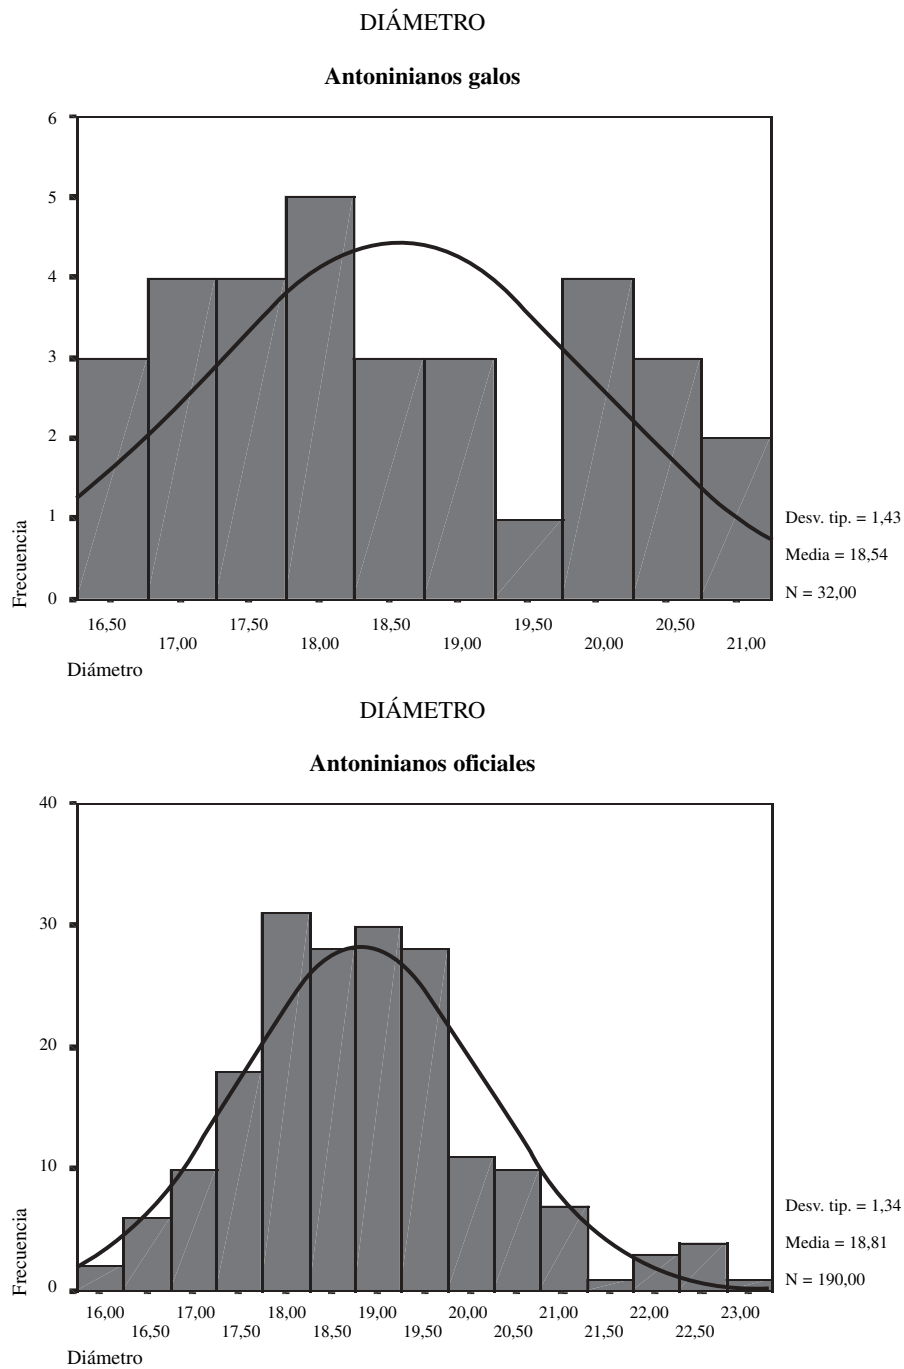 DIÁMETRO
Antoninianos galos
6
5
4
3
2
1
0
Frecuencia
16,50
17,00
17,50
18,00
18,50
19,00
19,50
20,00
20,50
21,00
Diámetro
Desv. tip. = 1,43
Media = 18,54
N = 32,00
DIÁMETRO
Antoninianos oficiales
40
30
20
10
0
Frecuencia
16,00
16,50
17,00
17,50
18,00
18,50
19,00
19,50
20,00
20,50
21,00
21,50
22,00
22,50
23,00
Diámetro
Desv. tip. = 1,34
Media = 18,81
N = 190,00